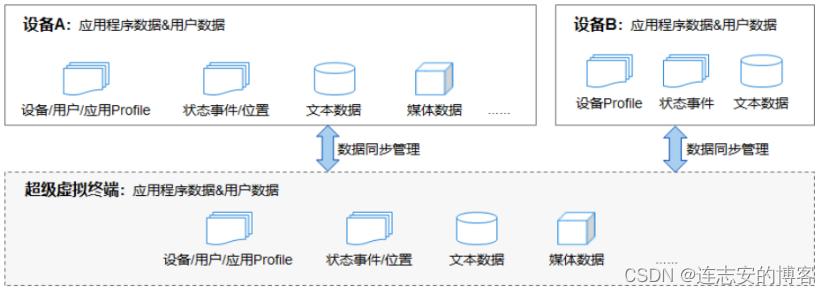 设备A：应用程序数据&用户数据
设备/用户/应用Profile 状态事件/位置 文本数据 媒体数据 ……
设备B：应用程序数据&用户数据
设备Profile 状态事件 文本数据
数据同步管理
数据同步管理
超级虚拟终端：应用程序数据&用户数据
设备/用户/应用Profile 状态事件/位置 文本数据 媒体数据 ……
CSDN @连志安的博客